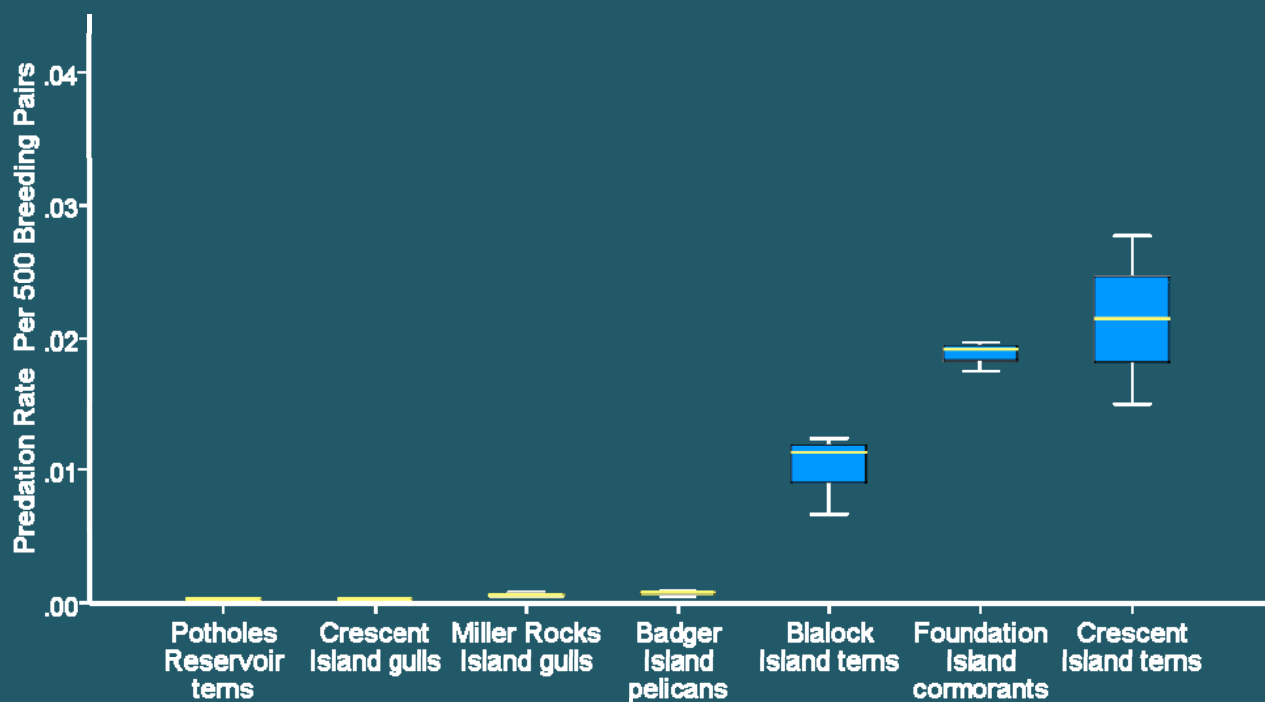 Predation Rate Per 500 Breeding Pairs
.04
.03
.02
.01
.00
Potholes
Reservoir
terns
Crescent
Island gulls
Miller Rocks
Island gulls
Badger
Island
pelicans
Blalock
Island terns
Foundation
Island
cormorants
Crescent
Island terns